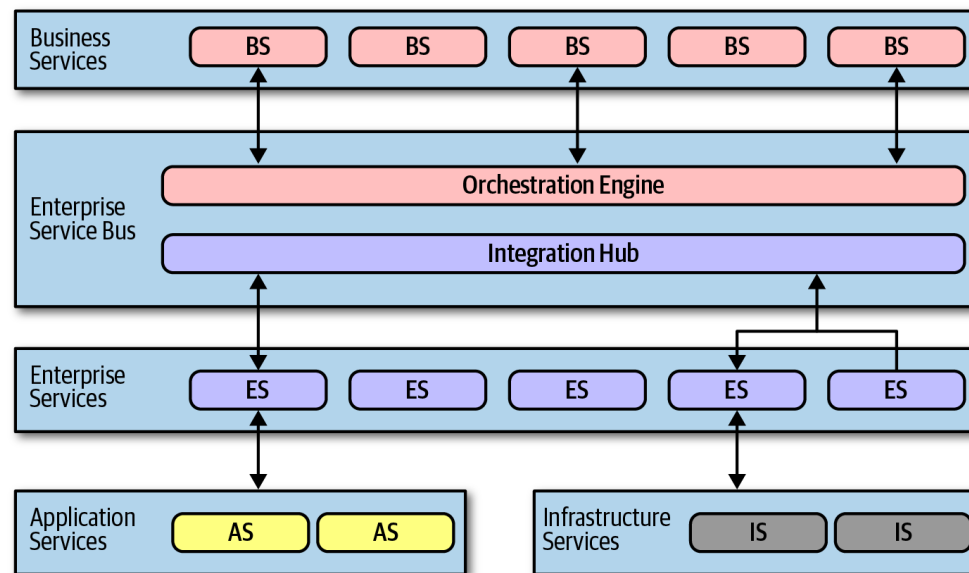 Business
Services
BS
BS
BS
BS
BS
Enterprise
Service Bus
Orchestration Engine
Integration Hub
Enterprise
Services
ES
ES
ES
ES
ES
Application
Services
AS
AS
Infrastructure
Services
IS
IS